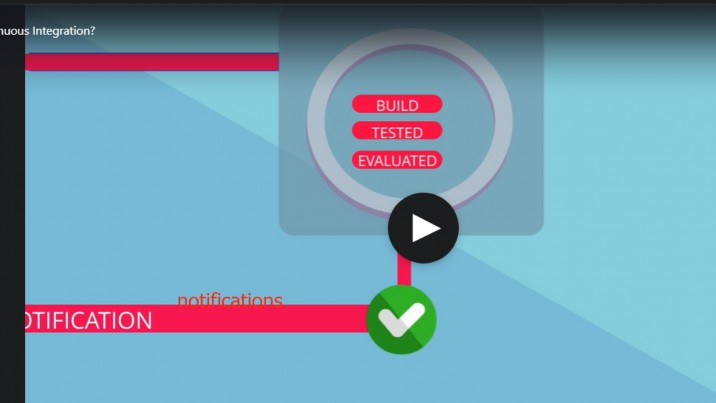 nuous Integration?
BUILD
TESTED
EVALUATED
notifications
OTIFICATION